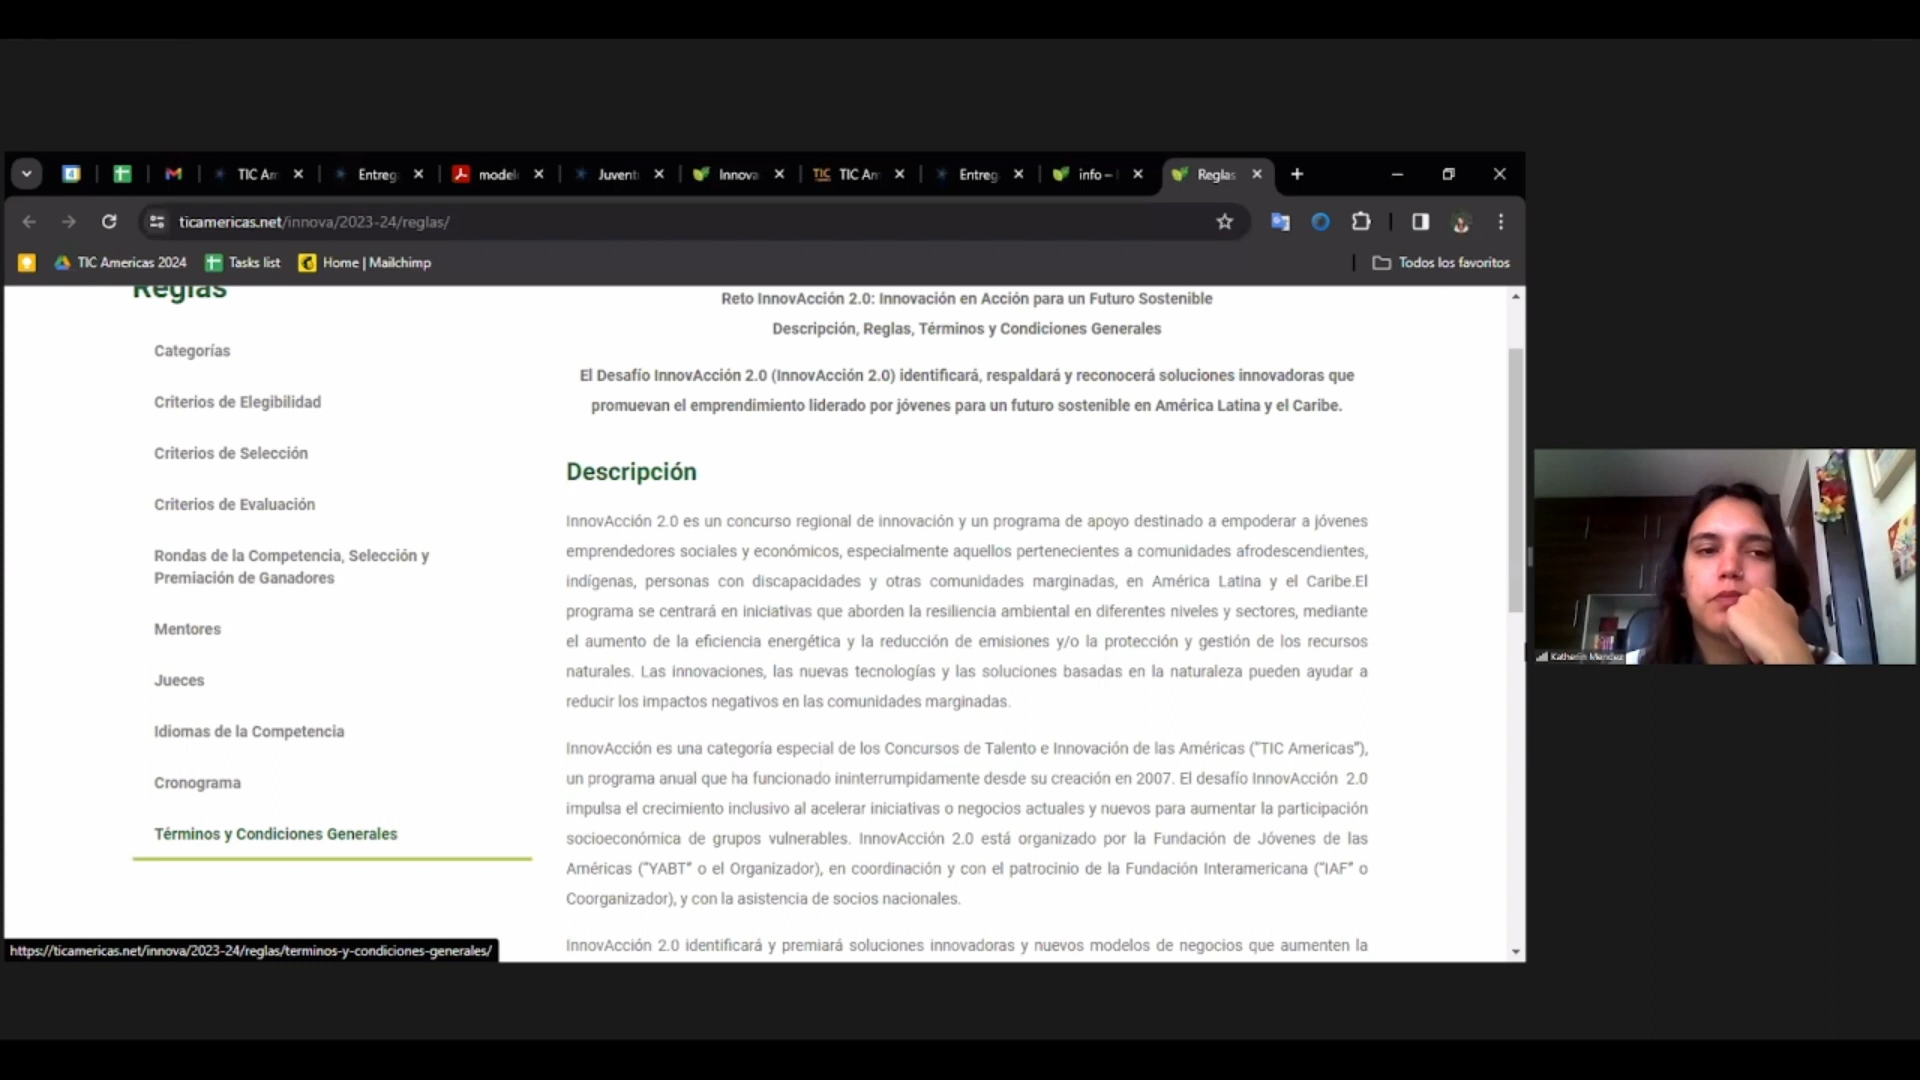 TIC Am
Entreg
model
Juvent
Innova
TIC
TIC Am
Entreg
info –
Reglas
ticamericas.net/innova/2023-24/reglas/
TIC Americas 2024
Tasks list
Home | Mailchimp
Todos los favoritos
Reglas
Categorías
Criterios de Elegibilidad
Criterios de Selección
Criterios de Evaluación
Rondas de la Competencia, Selección y
Premiación de Ganadores
Mentores
Jueces
Idiomas de la Competencia
Cronograma
Términos y Condiciones Generales
https://ticamericas.net/innova/2023-24/reglas/terminos-y-condiciones-generales/
Reto InnovAcción 2.0: Innovación en Acción para un Futuro Sostenible
Descripción, Reglas, Términos y Condiciones Generales
El Desafío InnovAcción 2.0 (InnovAcción 2.0) identificará, respaldará y reconocerá soluciones innovadoras que
promuevan el emprendimiento liderado por jóvenes para un futuro sostenible en América Latina y el Caribe.
Descripción
InnovAcción 2.0 es un concurso regional de innovación y un programa de apoyo destinado a empoderar a jóvenes
emprendedores sociales y económicos, especialmente aquellos pertenecientes a comunidades afrodescendientes,
indígenas, personas con discapacidades y otras comunidades marginadas, en América Latina y el Caribe.El
programa se centrará en iniciativas que aborden la resiliencia ambiental en diferentes niveles y sectores, mediante
el aumento de la eficiencia energética y la reducción de emisiones y/o la protección y gestión de los recursos
naturales. Las innovaciones, las nuevas tecnologías y las soluciones basadas en la naturaleza pueden ayudar a
reducir los impactos negativos en las comunidades marginadas.
InnovAcción es una categoría especial de los Concursos de Talento e Innovación de las Américas ("TIC Americas"),
un programa anual que ha funcionado ininterrumpidamente desde su creación en 2007. El desafío InnovAcción 2.0
impulsa el crecimiento inclusivo al acelerar iniciativas o negocios actuales y nuevos para aumentar la participación
socioeconómica de grupos vulnerables. InnovAcción 2.0 está organizado por la Fundación de Jóvenes de las
Américas ("YABT" o el Organizador), en coordinación y con el patrocinio de la Fundación Interamericana ("IAF" o
Coorganizador), y con la asistencia de socios nacionales.
InnovAcción 2.0 identificará y premiará soluciones innovadoras y nuevos modelos de negocios que aumenten la
Katherin Mendez